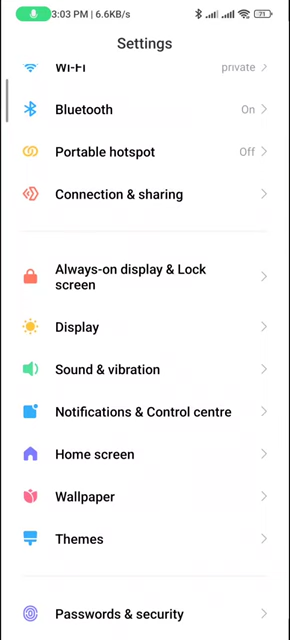 3:03 PM | 6.6KB/s 71
Settings
Wi-Fi private
Bluetooth On
Portable hotspot Off
Connection & sharing
Always-on display & Lock
screen
Display
Sound & vibration
Notifications & Control centre
Home screen
Wallpaper
Themes
Passwords & security